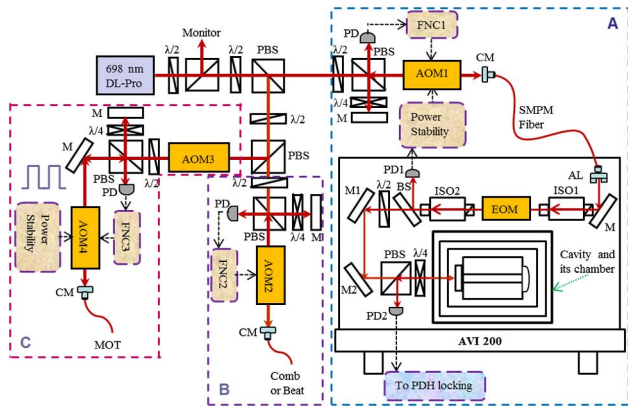 Monitor
λ/2
λ/2
PBS
698 nm
DL-Pro
λ/2
PD
FNC1
A
PBS
λ/4
M
AOM1
CM
Power
Stability
SMPM
Fiber
AL
PD1
M1
λ/2
BS
ISO2
EOM
ISO1
M
M2
PBS
λ/4
PD2
Cavity and
its chamber
AVI 200
To PDH locking
M
λ/4
M
PBS
PD
λ/2
AOM3
λ/2
PBS
λ/2
Power
Stability
AOM4
FNC3
CM
C
MOT
PD
PBS
λ/4
M
FNC2
AOM2
CM
B
Comb
or Beat